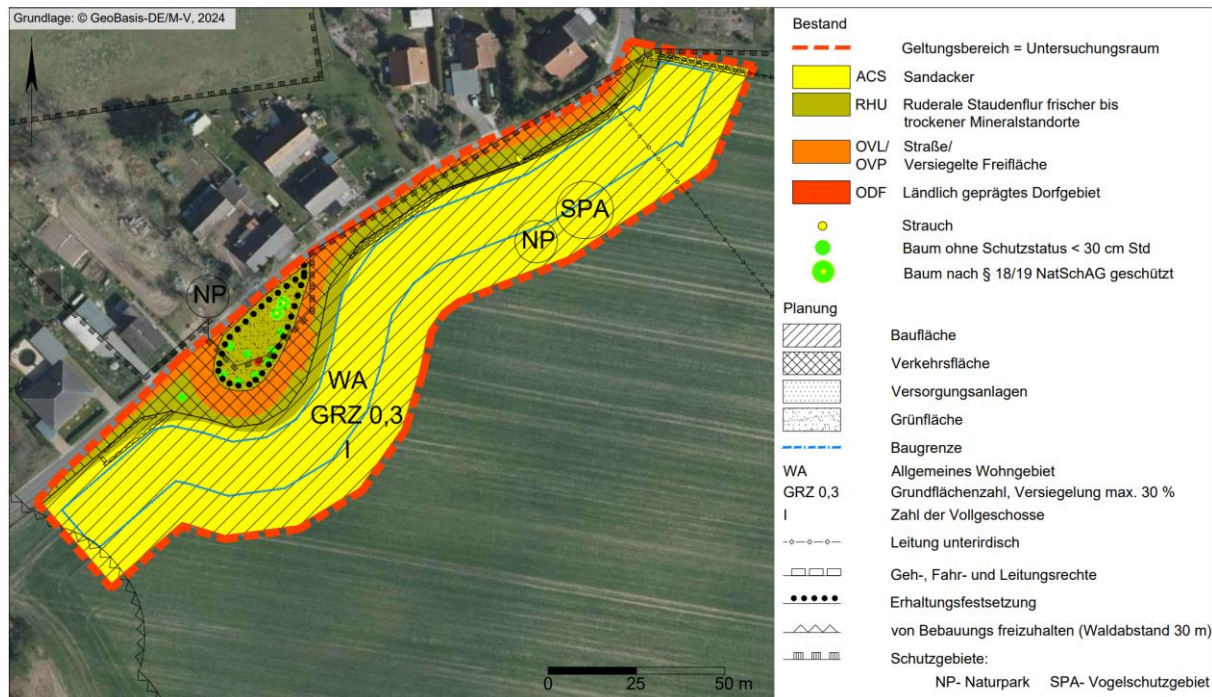 Grundlage: © GeoBasis-DE/M-V, 2024
NP
SPA
NP
WA
GRZ 0,3
I
0
50 m
Bestand
Geltungsbereich = Untersuchungsraum
ACS Sandacker
RHU Ruderale Staudenflur frischer bis
trockener Mineralstandorte
OVL/ Straße/
OVP Versiegelte Freifläche
ODF Ländlich geprägtes Dorfgebiet
Strauch
Baum ohne Schutzstatus < 30 cm Std
Baum nach § 18/19 NatSchAG geschützt
Planung
Baufläche
Verkehrsfläche
Versorgungsanlagen
Grünfläche
Baugrenze
WA Allgemeines Wohngebiet
GRZ 0,3 Grundflächenzahl, Versiegelung max. 30 %
I Zahl der Vollgeschosse
Leitung unterirdisch
Geh-, Fahr- und Leitungsrechte
Erhaltungsfestsetzung
von Bebauungs freizuhalten (Waldabstand 30 m)
Schutzgebiete:
NP- Naturpark SPA- Vogelschutzgebiet